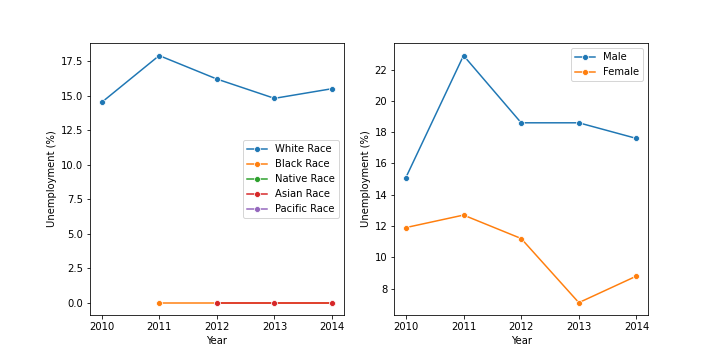 Unemployment (%)
17.5
15.0
12.5
10.0
7.5
5.0
2.5
0.0
2010 2011 2012 2013 2014
Year
White Race
Black Race
Native Race
Asian Race
Pacific Race
Unemployment (%)
22
20
18
16
14
12
10
8
2010 2011 2012 2013 2014
Year
Male
Female